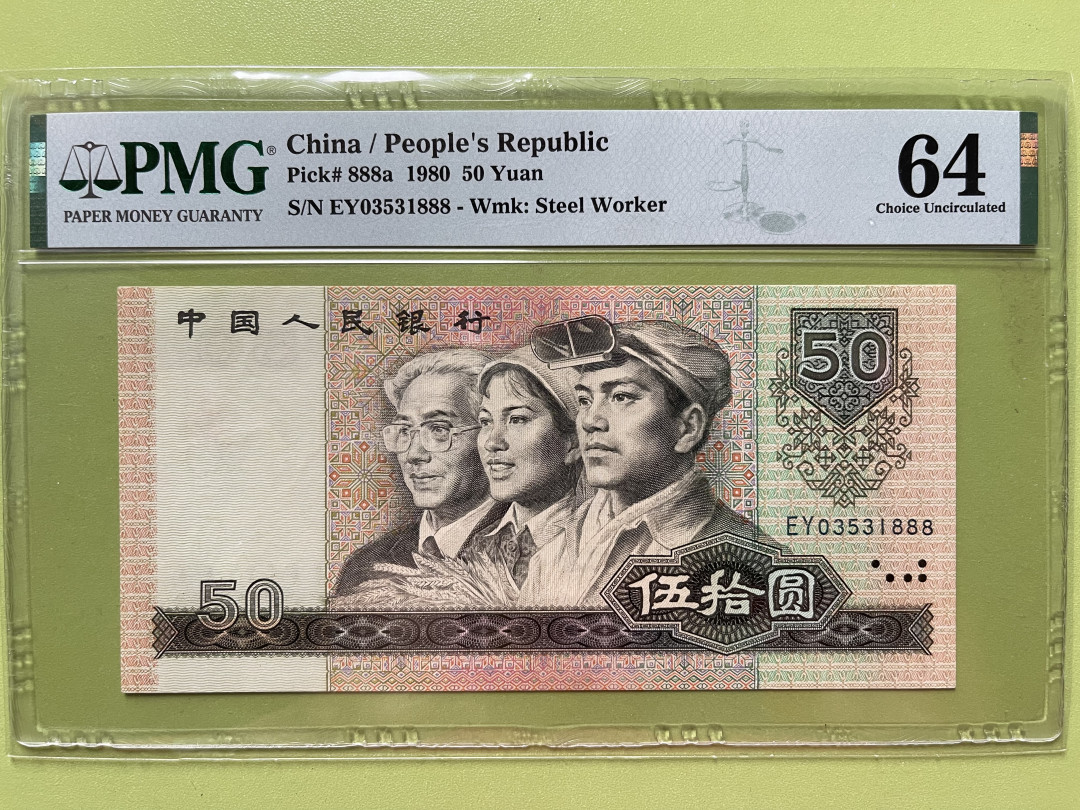 PMG®
PAPER MONEY GUARANTY
China / People's Republic
Pick# 888a 1980 50 Yuan
S/N EY03531888 - Wmk: Steel Worker
64
Choice Uncirculated
中国人民银行
50
EY03531888
50
伍拾圆